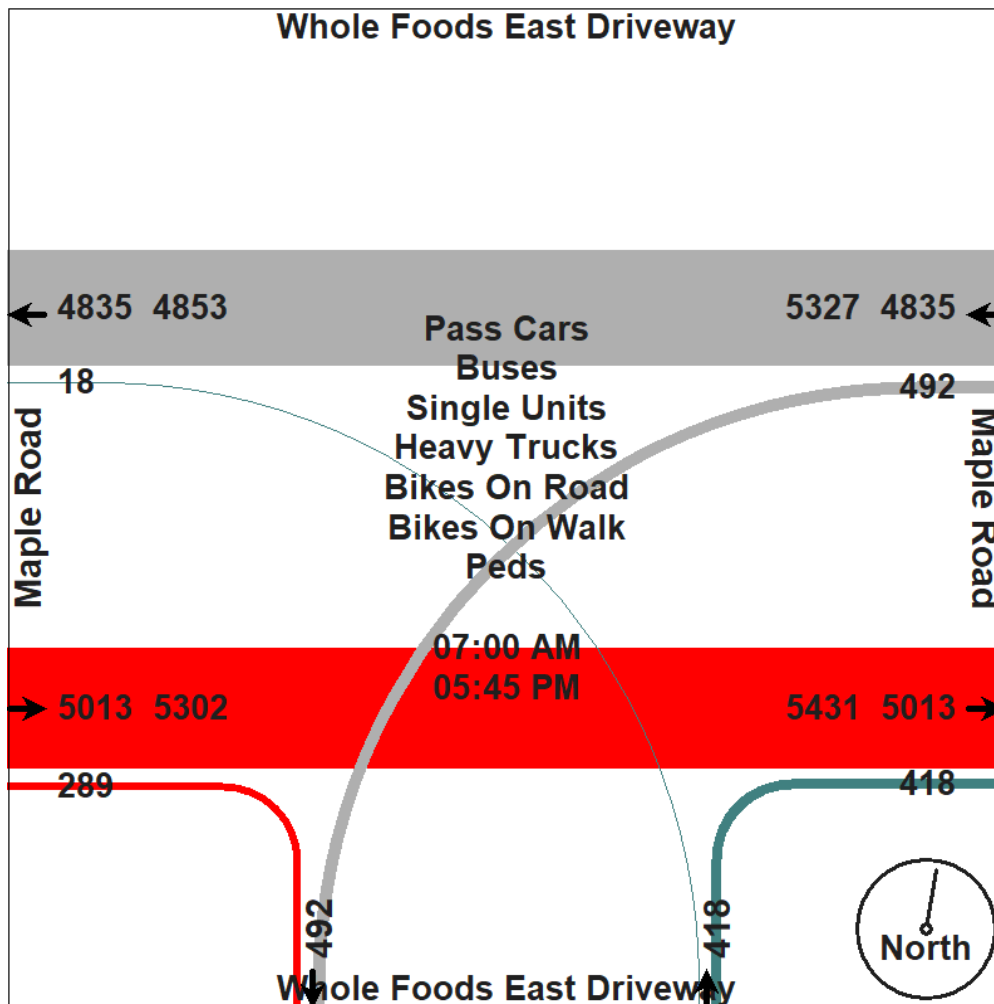 Whole Foods East Driveway
4835 4853
5327 4835
Pass Cars
Buses
18
492
Single Units
Heavy Trucks
Bikes On Road
Bikes On Walk
Peds
Maple Road
Maple Road
07:00 AM
05:45 PM
5013 5302
5431 5013
289
418
492
418
North
Whole Foods East Driveway